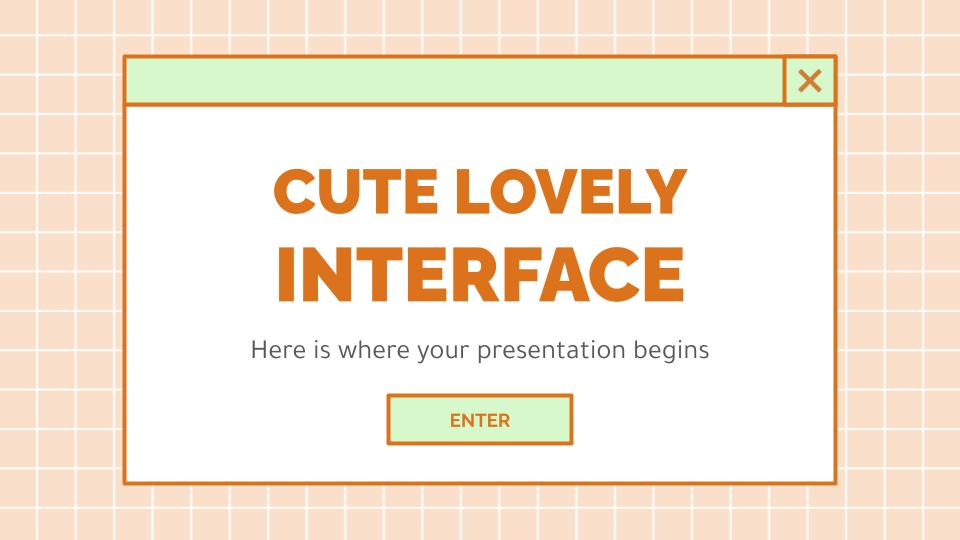 CUTE LOVELY
INTERFACE
Here is where your presentation begins
ENTER